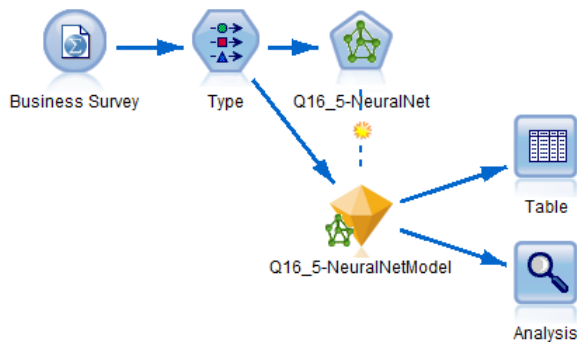 Business Survey
Type
Q16_5-NeuralNet
Table
Q16_5-NeuralNetModel
Analysis